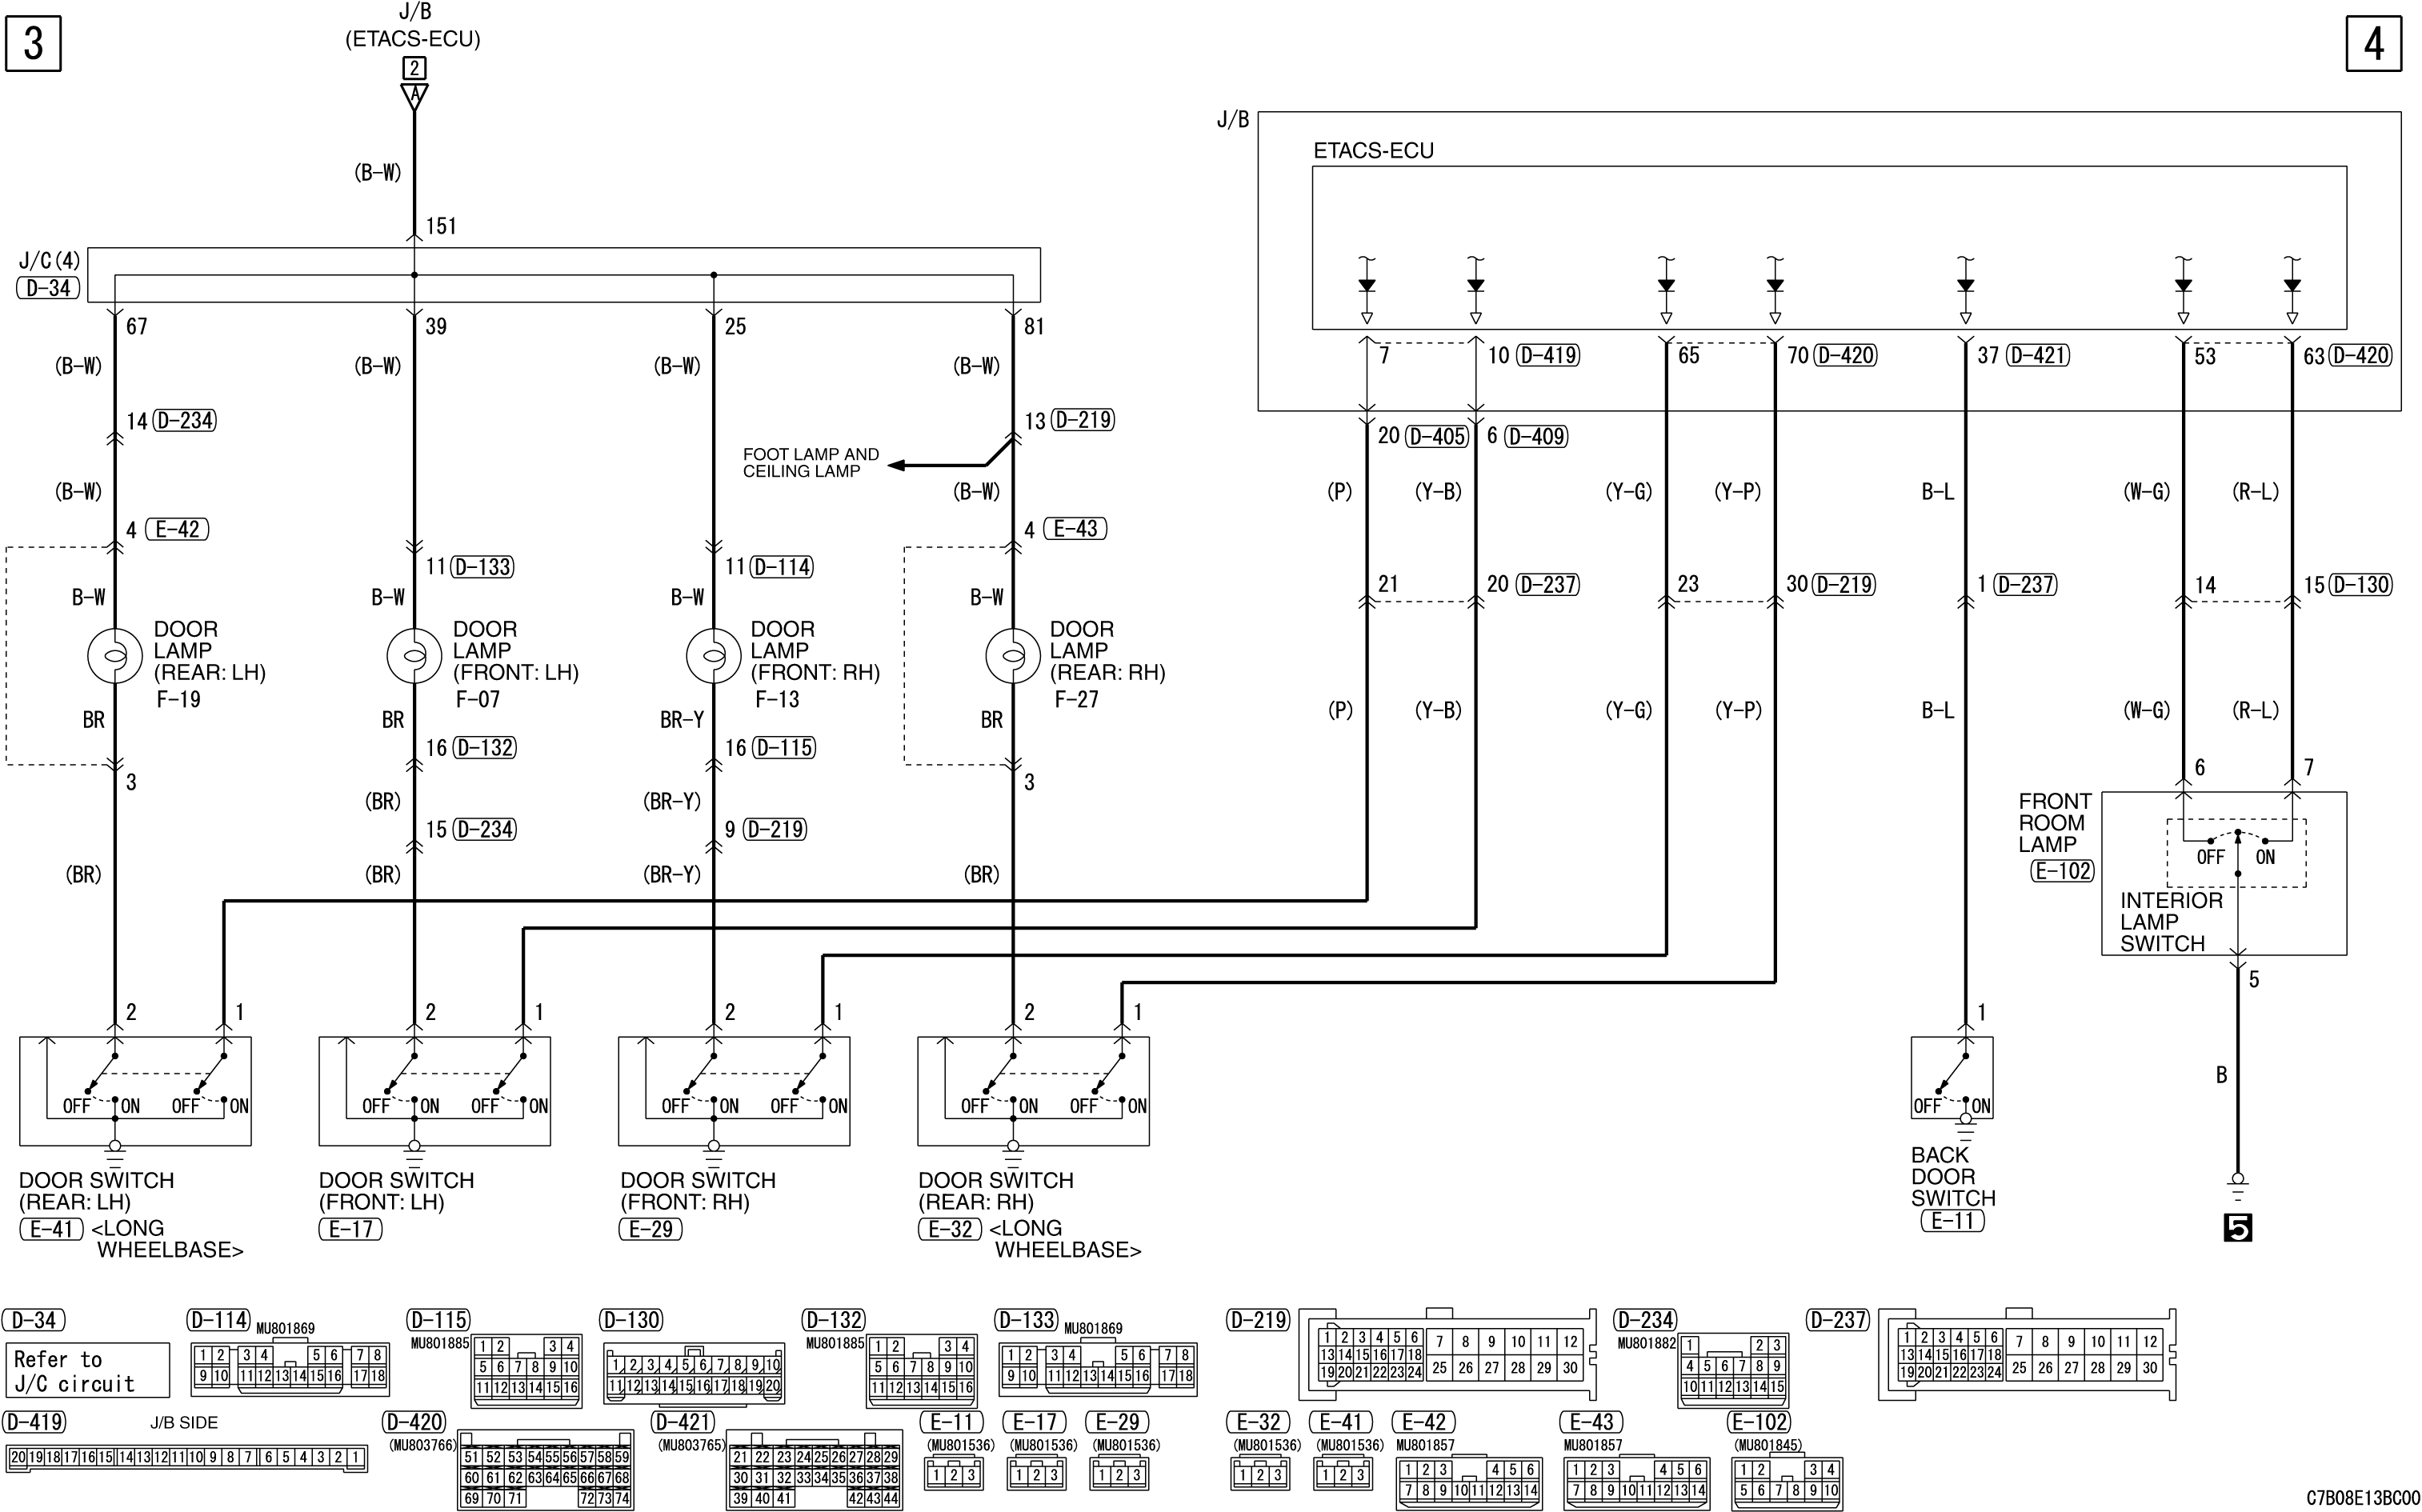 3
J/B
(ETACS-ECU)
2
A
4
(B-W)
151
J/C(4)
D-34
67
39
25
81
(B-W)
(B-W)
(B-W)
(B-W)
14 D-234
13 D-219
FOOT LAMP AND
CEILING LAMP
(B-W)
(B-W)
4 E-42
4 E-43
11 D-133
11 D-114
B-W
B-W
B-W
B-W
DOOR
LAMP
(REAR: LH)
F-19
DOOR
LAMP
(FRONT: LH)
F-07
DOOR
LAMP
(FRONT: RH)
F-13
DOOR
LAMP
(REAR: RH)
F-27
BR
BR
BR-Y
BR
16 D-132
16 D-115
3
3
(BR)
(BR-Y)
15 D-234
9 D-219
(BR)
(BR)
(BR-Y)
(BR)
J/B
ETACS-ECU
7
10 D-419
65
70 D-420
37 D-421
53
63 D-420
20 D-405
6 D-409
(P)
(Y-B)
(Y-G)
(Y-P)
B-L
(W-G)
(R-L)
21
20 D-237
23
30 D-219
1 D-237
14
15 D-130
(P)
(Y-B)
(Y-G)
(Y-P)
B-L
(W-G)
(R-L)
6
7
FRONT
ROOM
LAMP
E-102
OFF
ON
INTERIOR
LAMP
SWITCH
5
B
5
2
1
2
1
2
1
2
1
1
OFF ON OFF ON
OFF ON OFF ON
OFF ON OFF ON
OFF ON OFF ON
OFF ON
DOOR SWITCH
(REAR: LH)
E-41 <LONG
WHEELBASE>
DOOR SWITCH
(FRONT: LH)
E-17
DOOR SWITCH
(FRONT: RH)
E-29
DOOR SWITCH
(REAR: RH)
E-32 <LONG
WHEELBASE>
BACK
DOOR
SWITCH
E-11
D-34
Refer to
J/C circuit
D-114
MU801869
1 2 3 4 5 6 7 8
9 10 11 12 13 14 15 16 17 18
D-115
MU801885
1 2 3 4
5 6 7 8 9 10
11 12 13 14 15 16
D-130
1 2 3 4 5 6 7 8 9 10
11 12 13 14 15 16 17 18 19 20
D-132
MU801885
1 2 3 4
5 6 7 8 9 10
11 12 13 14 15 16
D-133
MU801869
1 2 3 4 5 6 7 8
9 10 11 12 13 14 15 16 17 18
D-219
1 2 3 4 5 6 7 8 9 10 11 12
13 14 15 16 17 18
19 20 21 22 23 24 25 26 27 28 29 30
D-234
MU801882
1 2 3
4 5 6 7 8 9
10 11 12 13 14 15
D-237
1 2 3 4 5 6 7 8 9 10 11 12
13 14 15 16 17 18
19 20 21 22 23 24 25 26 27 28 29 30
D-419
J/B SIDE
20 19 18 17 16 15 14 13 12 11 10 9 8 7 6 5 4 3 2 1
D-420
(MU803766)
51 52 53 54 55 56 57 58 59
60 61 62 63 64 65 66 67 68
69 70 71 72 73 74
D-421
(MU803765)
21 22 23 24 25 26 27 28 29
30 31 32 33 34 35 36 37 38
39 40 41 42 43 44
E-11
(MU801536)
1 2 3
E-17
(MU801536)
1 2 3
E-29
(MU801536)
1 2 3
E-32
(MU801536)
1 2 3
E-41
(MU801536)
1 2 3
E-42
MU801857
1 2 3 4 5 6
7 8 9 10 11 12 13 14
E-43
MU801857
1 2 3 4 5 6
7 8 9 10 11 12 13 14
E-102
(MU801845)
1 2 3 4
5 6 7 8 9 10
C7B08E13BC00